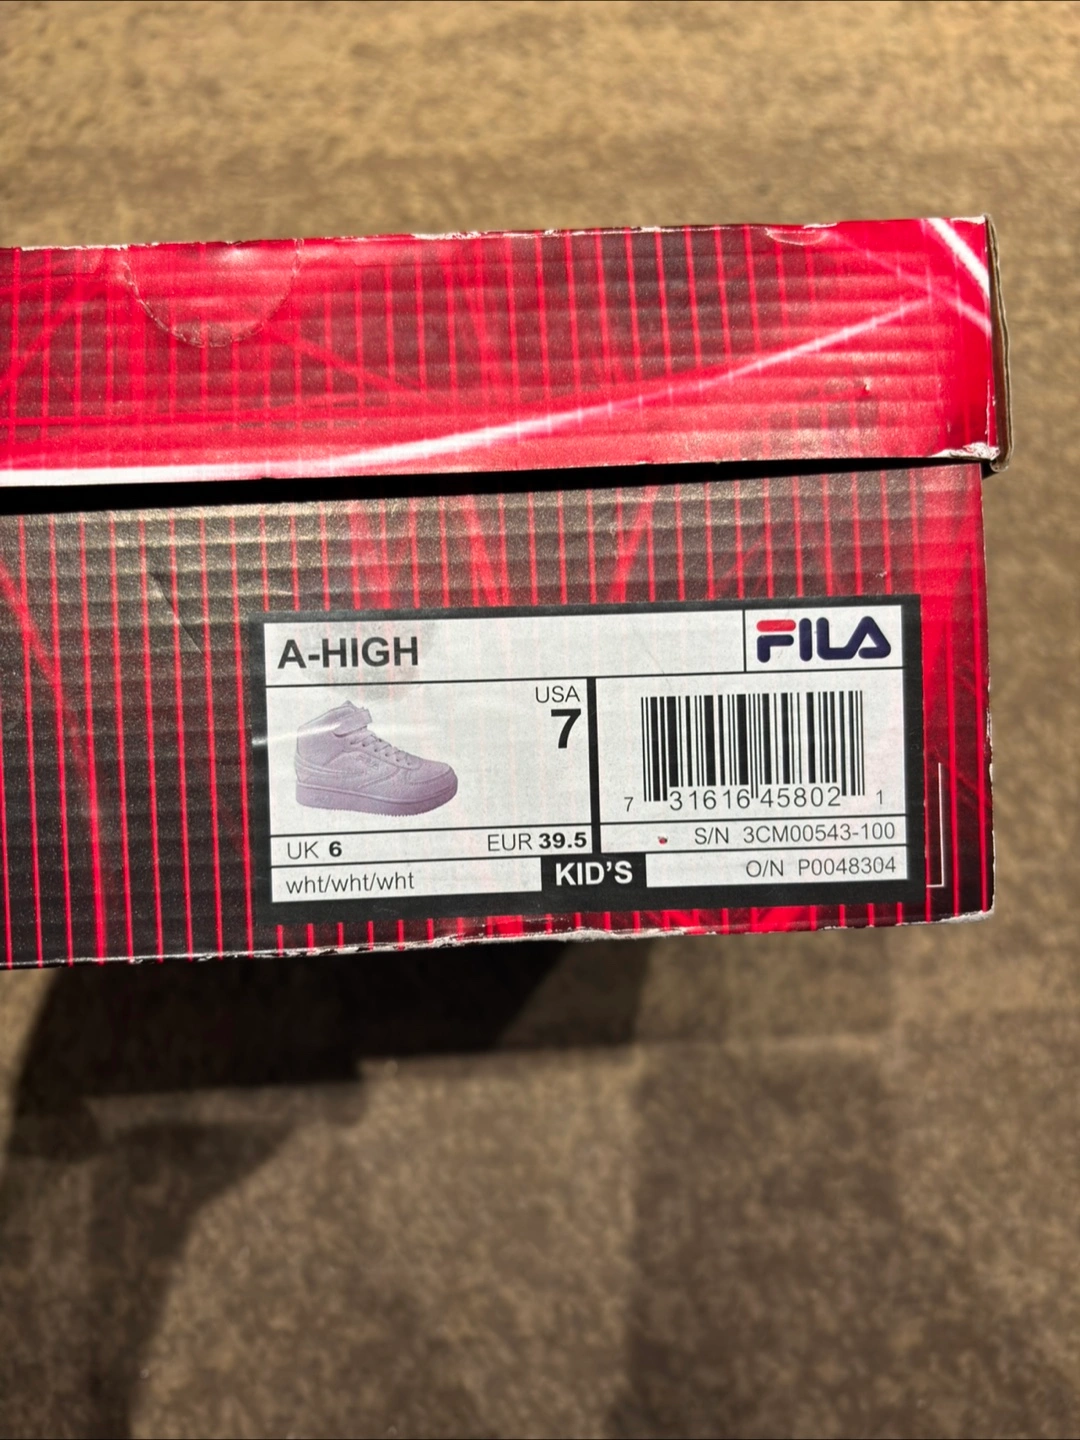 A-HIGH
FILA
USA
7
UK 6
EUR 39.5
wht/wht/wht
KID'S
7 31616 45802 1
S/N 3CM00543-100
O/N P0048304